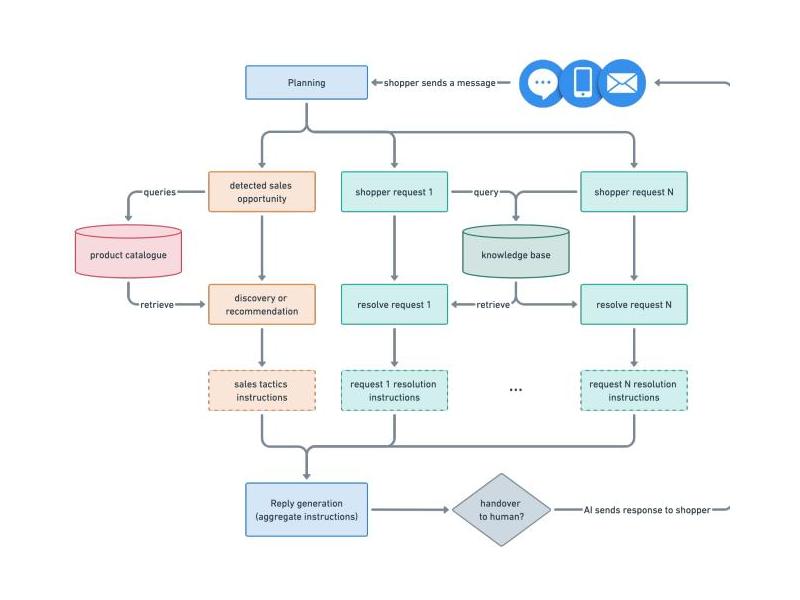 Planning
shopper sends a message
detected sales
opportunity
shopper request 1
shopper request N
queries
query
product catalogue
knowledge base
retrieve
discovery or
recommendation
resolve request 1
retrieve
resolve request N
sales tactics
instructions
request 1 resolution
instructions
...
request N resolution
instructions
Reply generation
(aggregate instructions)
handover
to human?
AI sends response to shopper